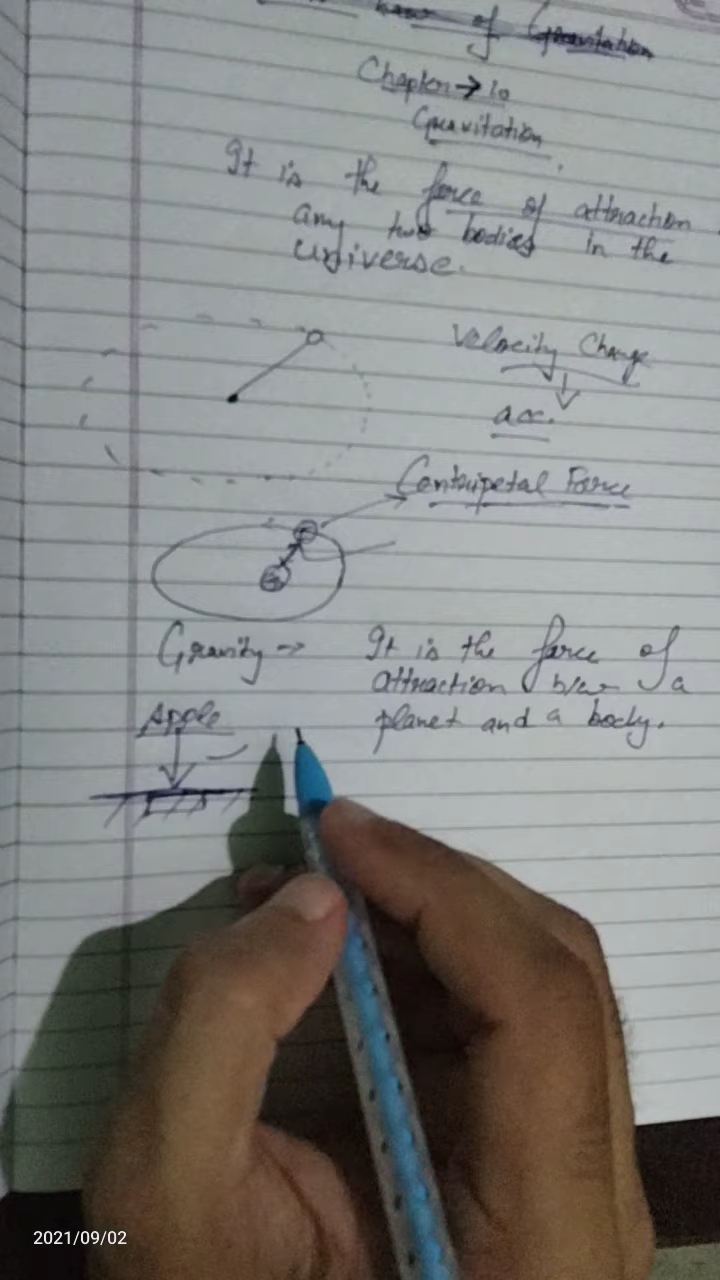 of Gravitation
Chapter → 10
Gravitation
It is the force of attraction
any two bodies in the
universe.
Velocity Change
acc.
Centripetal Force
Gravity → It is the force of
attraction b/w a
Apple planet and a body.
2021/09/02